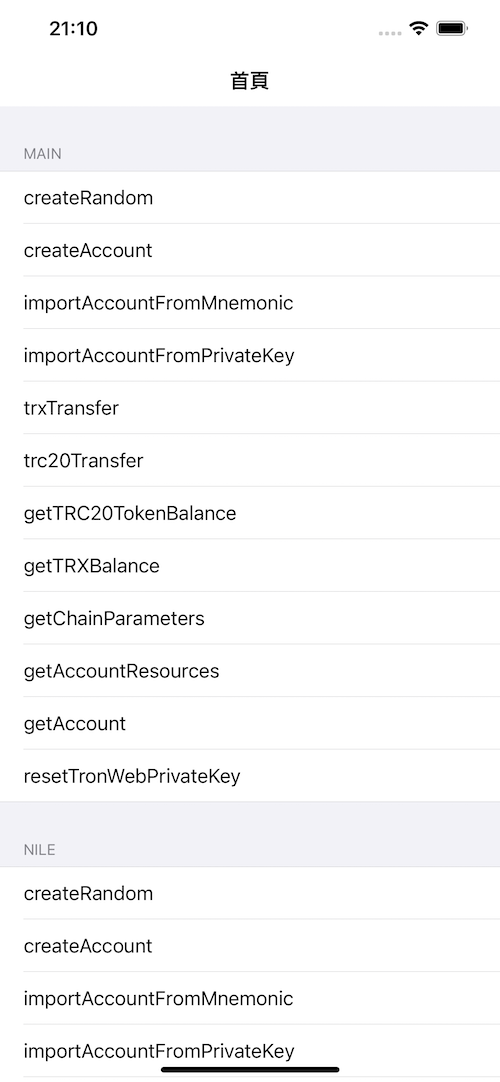 21:10
首頁
MAIN
createRandom
createAccount
importAccountFromMnemonic
importAccountFromPrivateKey
trxTransfer
trc20Transfer
getTRC20TokenBalance
getTRXBalance
getChainParameters
getAccountResources
getAccount
resetTronWebPrivateKey
NILE
createRandom
createAccount
importAccountFromMnemonic
importAccountFromPrivateKey